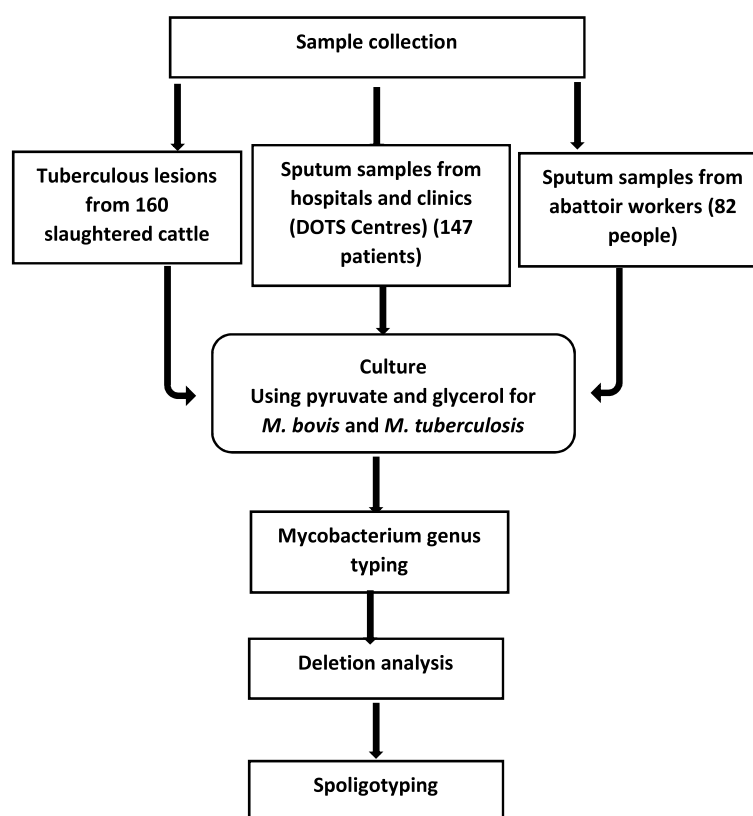 Sample collection
Tuberculous lesions
from 160
slaughtered cattle
Sputum samples from
hospitals and clinics
(DOTS Centres) (147
patients)
Sputum samples from
abattoir workers (82
people)
Culture
Using pyruvate and glycerol for
M. bovis and M. tuberculosis
Mycobacterium genus
typing
Deletion analysis
Spoligotyping